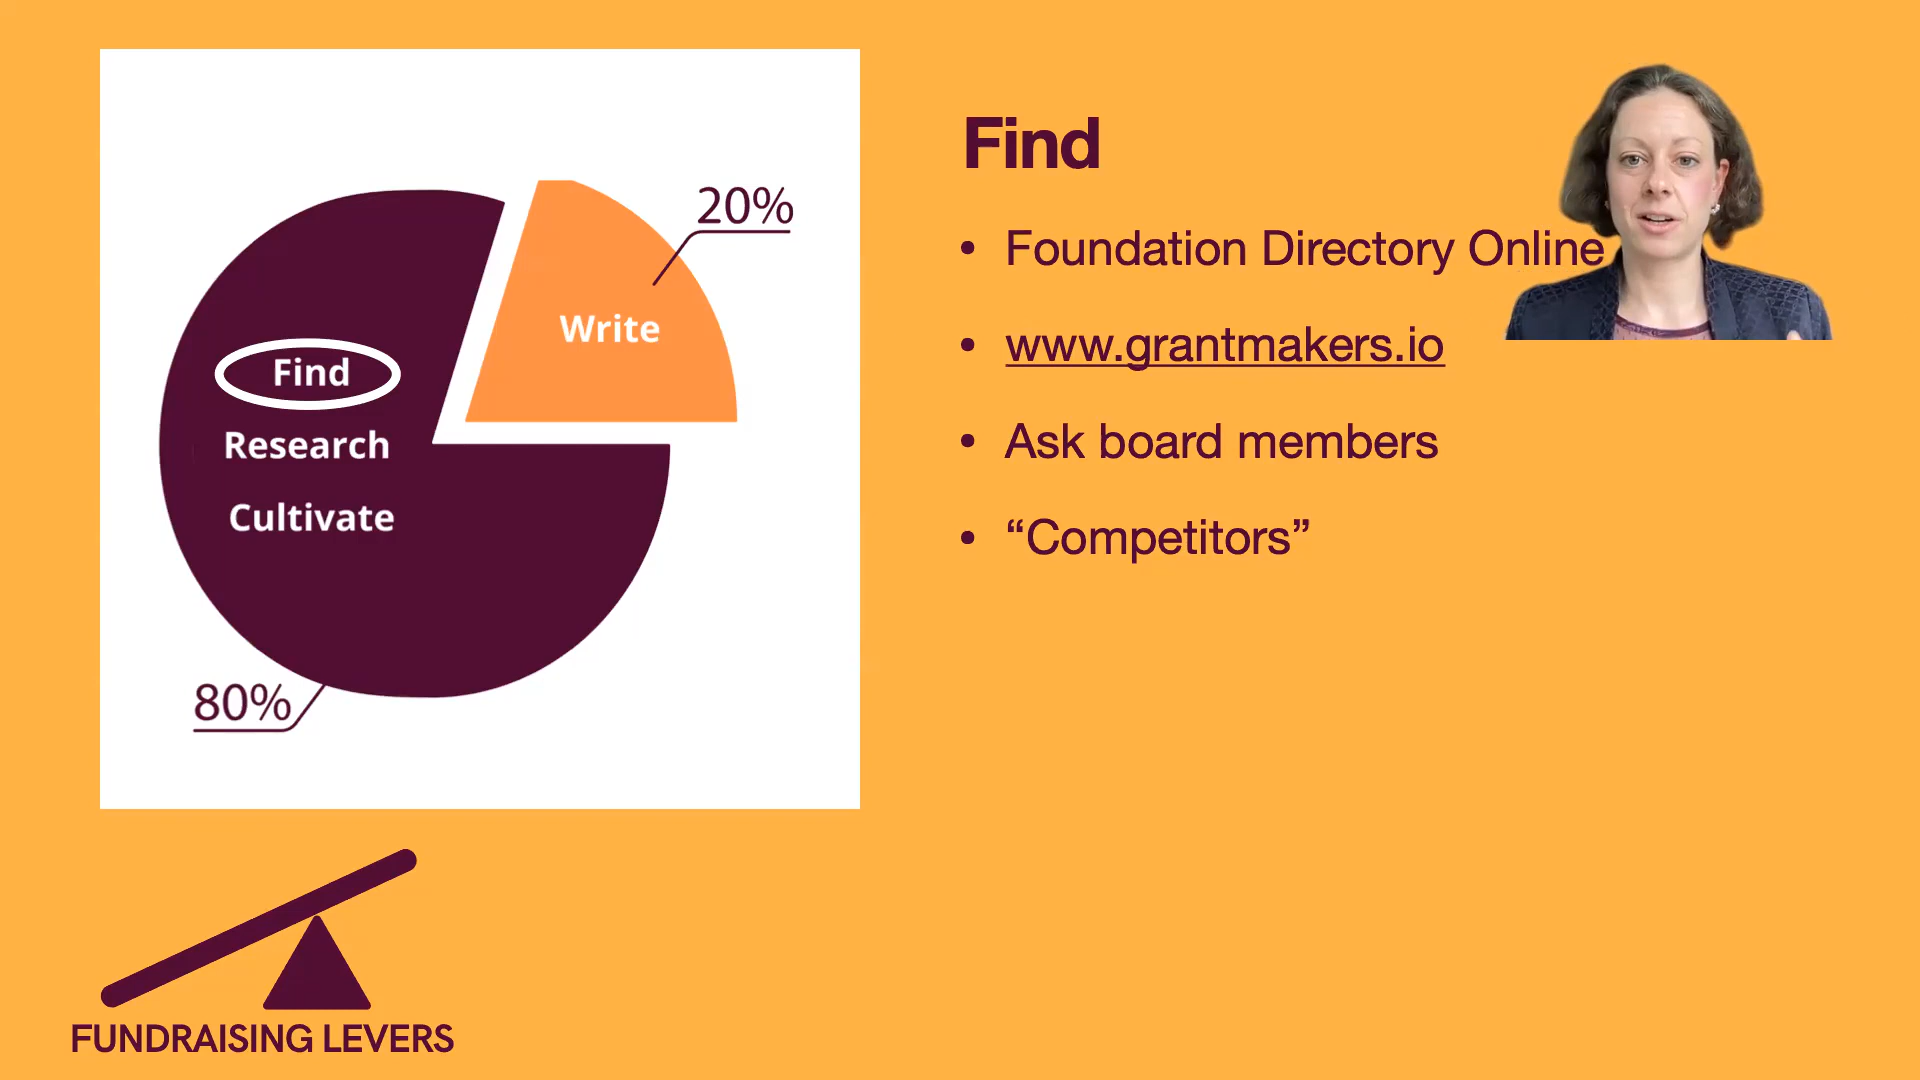 20%
Write
Find
Research
Cultivate
80%
FUNDRAISING LEVERS
Find
• Foundation Directory Online
• www.grantmakers.io
• Ask board members
• “Competitors”